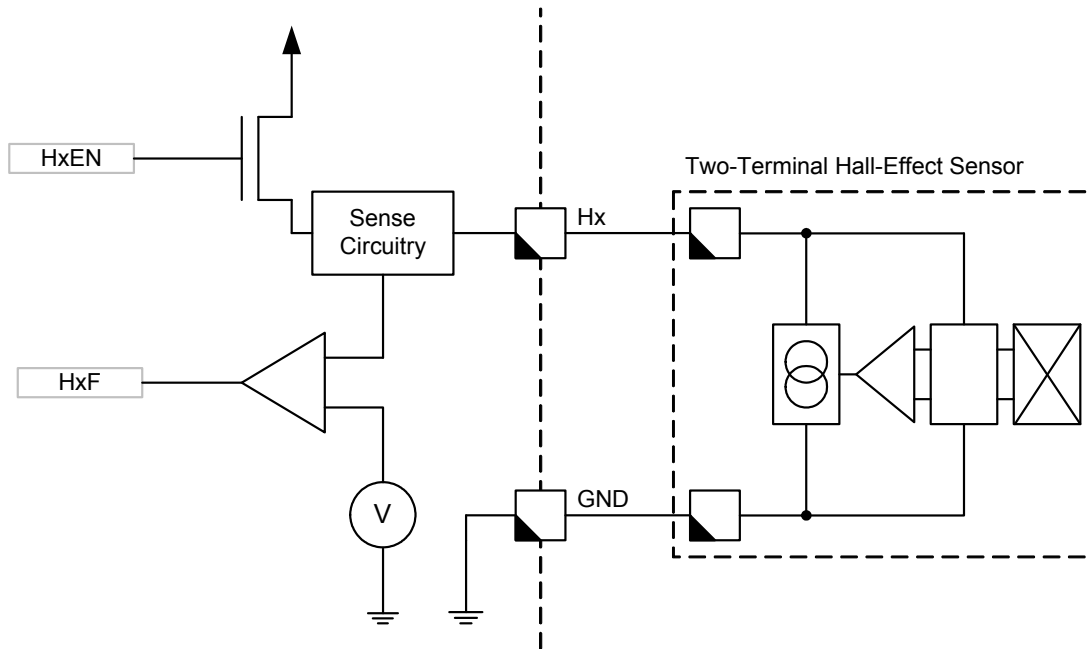 HxEN
Two-Terminal Hall-Effect Sensor
Sense
Circuitry
Hx
HxF
V
GND